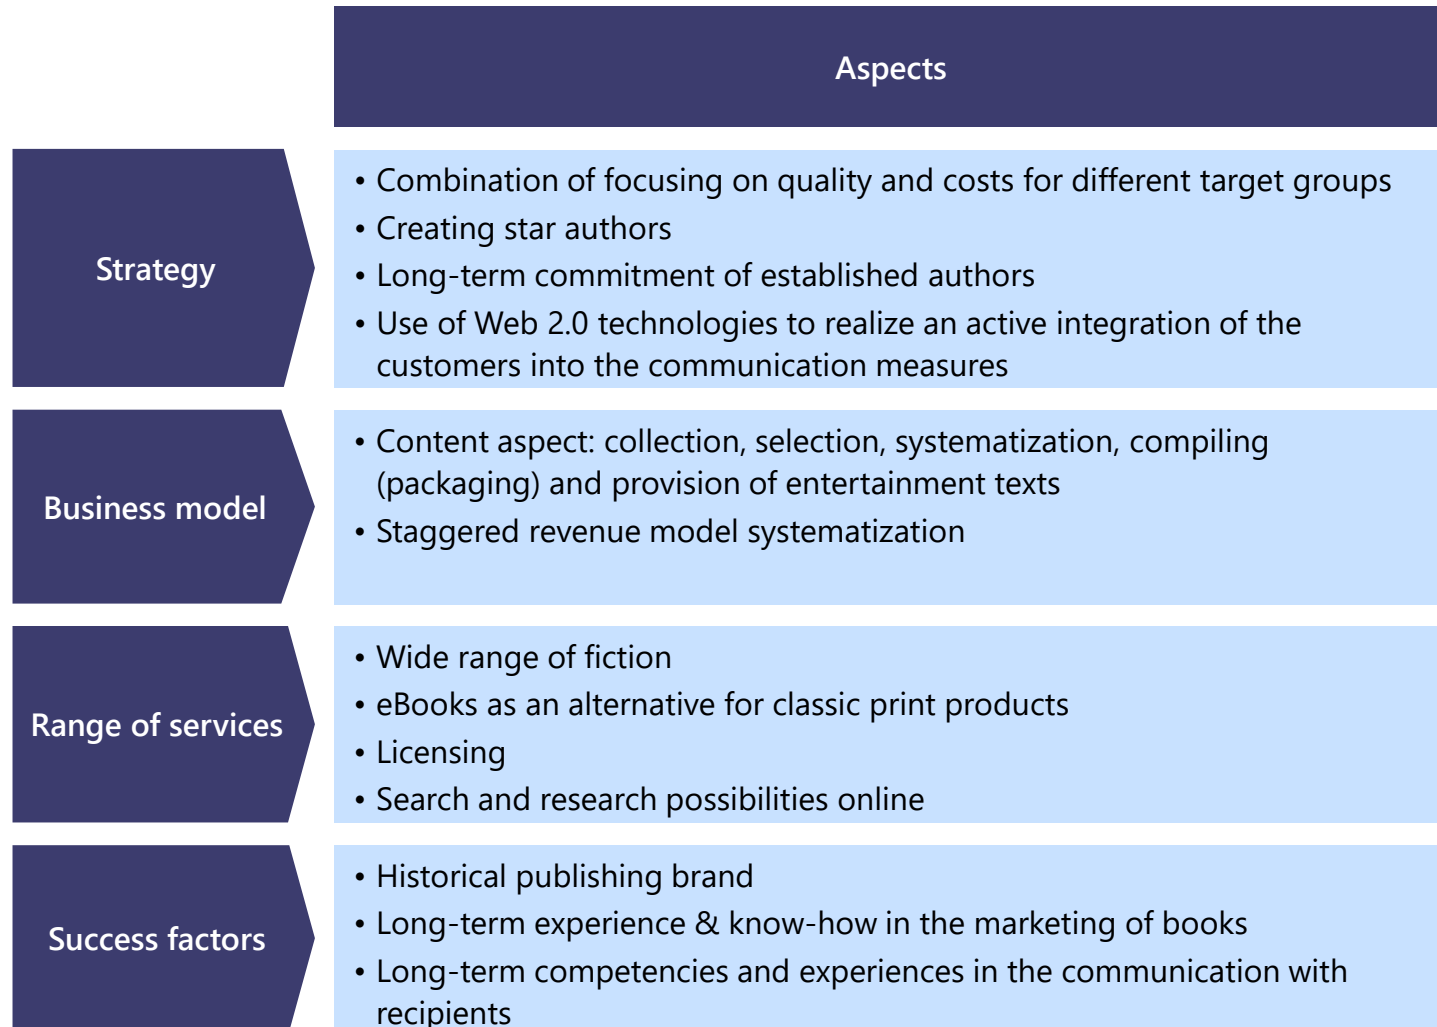 Aspects
Strategy
• Combination of focusing on quality and costs for different target groups
• Creating star authors
• Long-term commitment of established authors
• Use of Web 2.0 technologies to realize an active integration of the
customers into the communication measures
Business model
• Content aspect: collection, selection, systematization, compiling
(packaging) and provision of entertainment texts
• Staggered revenue model systematization
Range of services
• Wide range of fiction
• eBooks as an alternative for classic print products
• Licensing
• Search and research possibilities online
Success factors
• Historical publishing brand
• Long-term experience & know-how in the marketing of books
• Long-term competencies and experiences in the communication with
recipients